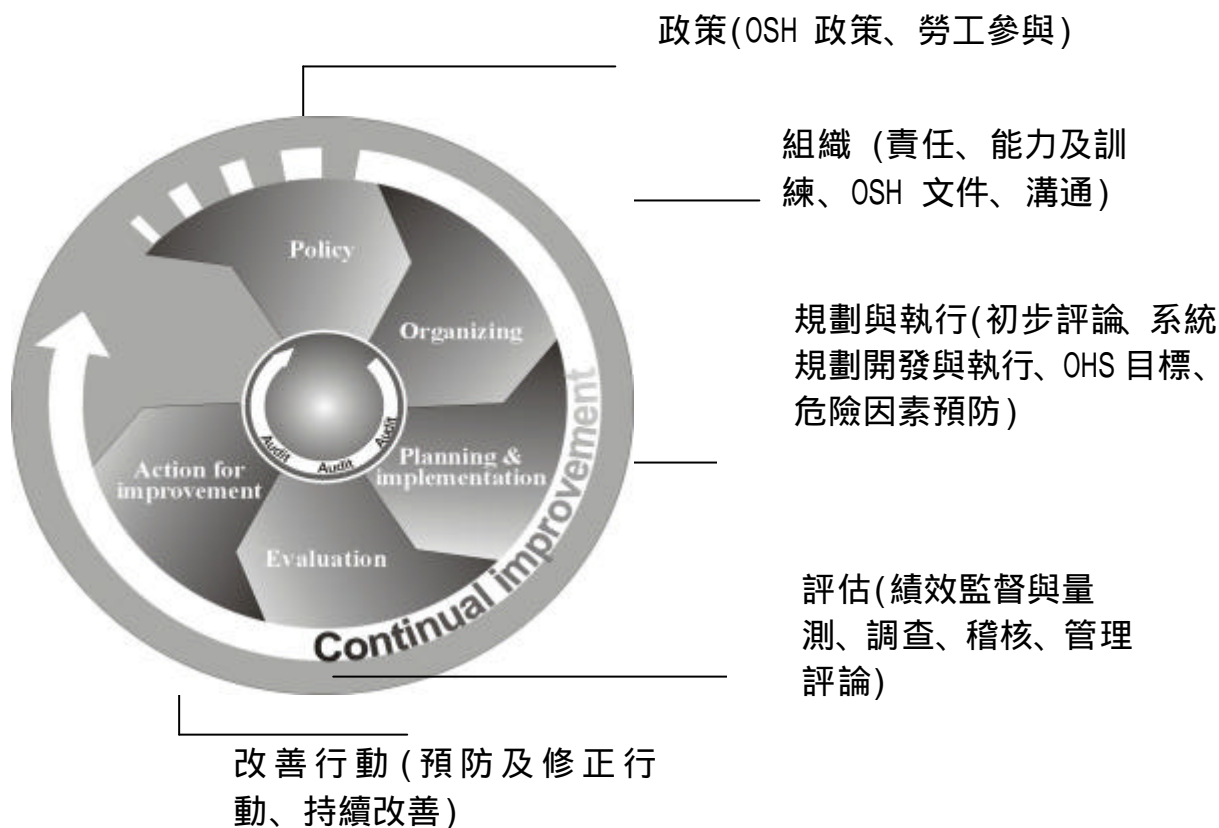 政策(OSH 政策、勞工參與)
組織 (責任、能力及訓
練、OSH 文件、溝通)
Policy
Organizing
規劃與執行(初步評論、系統
規劃開發與執行、OHS 目標、
危險因素預防)
Planning &
implementation
Audit
Audit
Audit
Action for
improvement
Evaluation
Continual improvement
評估(績效監督與量
測、調查、稽核、管理
評論)
改善行動(預防及修正行
動、持續改善)